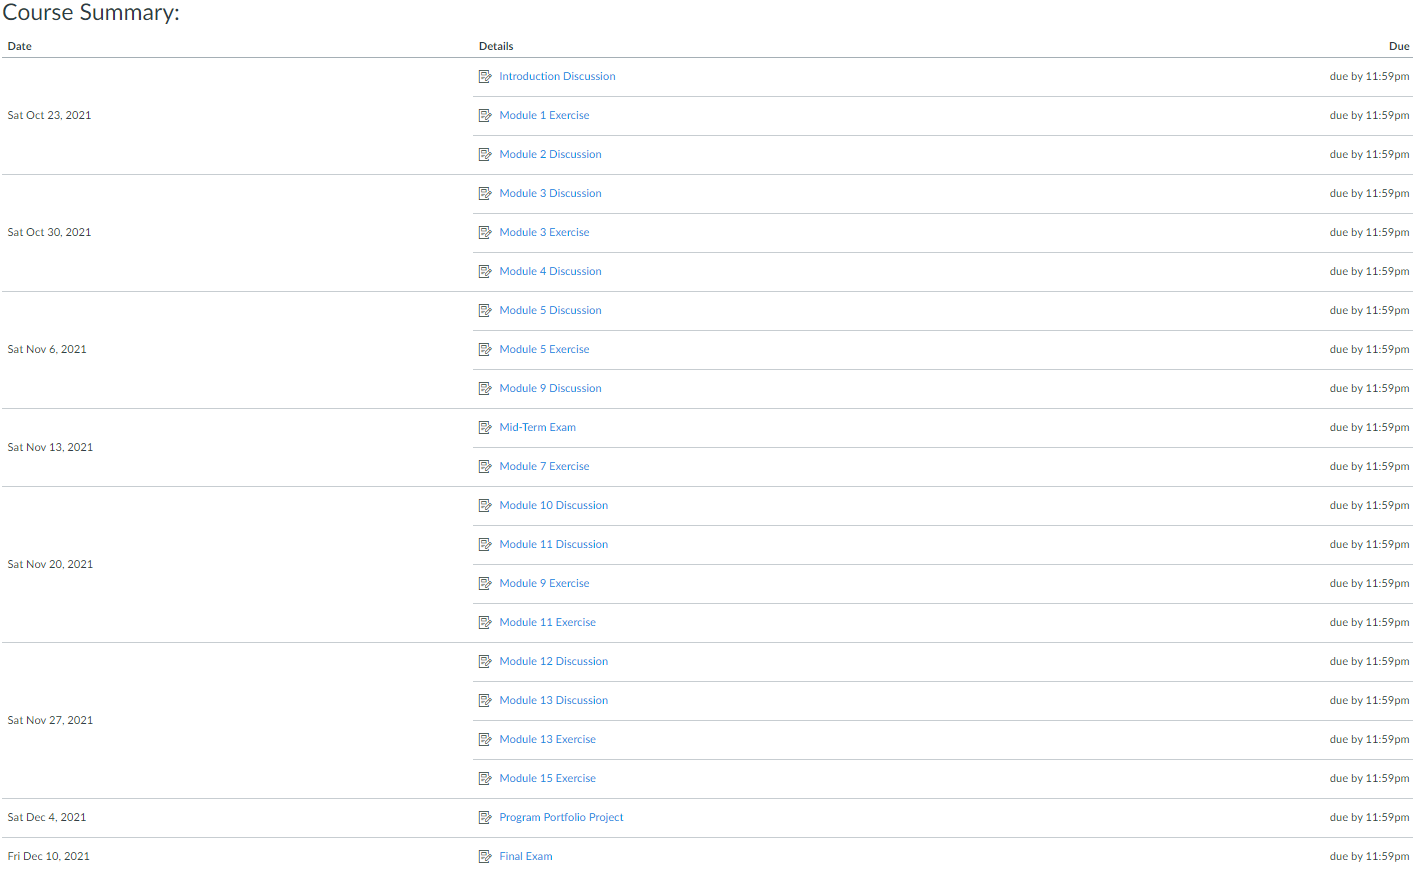 Course Summary:
Date Details Due
Introduction Discussion due by 11:59pm
Sat Oct 23, 2021 Module 1 Exercise due by 11:59pm
Module 2 Discussion due by 11:59pm
Module 3 Discussion due by 11:59pm
Sat Oct 30, 2021 Module 3 Exercise due by 11:59pm
Module 4 Discussion due by 11:59pm
Module 5 Discussion due by 11:59pm
Sat Nov 6, 2021 Module 5 Exercise due by 11:59pm
Module 9 Discussion due by 11:59pm
Mid-Term Exam due by 11:59pm
Sat Nov 13, 2021
Module 7 Exercise due by 11:59pm
Module 10 Discussion due by 11:59pm
Module 11 Discussion due by 11:59pm
Sat Nov 20, 2021
Module 9 Exercise due by 11:59pm
Module 11 Exercise due by 11:59pm
Module 12 Discussion due by 11:59pm
Module 13 Discussion due by 11:59pm
Sat Nov 27, 2021
Module 13 Exercise due by 11:59pm
Module 15 Exercise due by 11:59pm
Sat Dec 4, 2021 Program Portfolio Project due by 11:59pm
Fri Dec 10, 2021 Final Exam due by 11:59pm